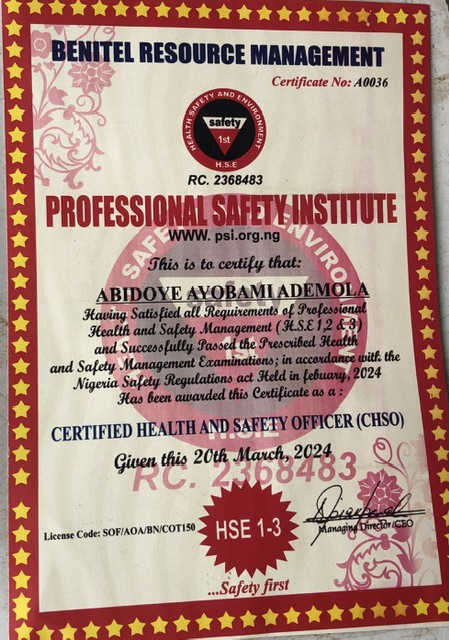 BENITEL RESOURCE MANAGEMENT
Certificate No: A0036
HEALTH, SAFETY AND ENVIRONMENT
safety
1st
H.S.E
RC. 2368483
PROFESSIONAL SAFETY INSTITUTE
WWW. psi.org.ng
This is to certify that:
ABIDOYE AYOBAMI ADEMOLA
Having Satisfied all Requirements of Professional
Health and Safety Management (H.S.E 1,2 & 3)
and Successfully Passed the Prescribed Health
and Safety Management Examinations; in accordance with the
Nigeria Safety Regulations act Held in febuary, 2024
Has been awarded this Certificate as a :
CERTIFIED HEALTH AND SAFETY OFFICER (CHSO)
Given this 20th March, 2024
RC. 2368483
License Code: SOF/AOA/BN/COT150
HSE 1-3
Managing Director/CEO
...Safety first